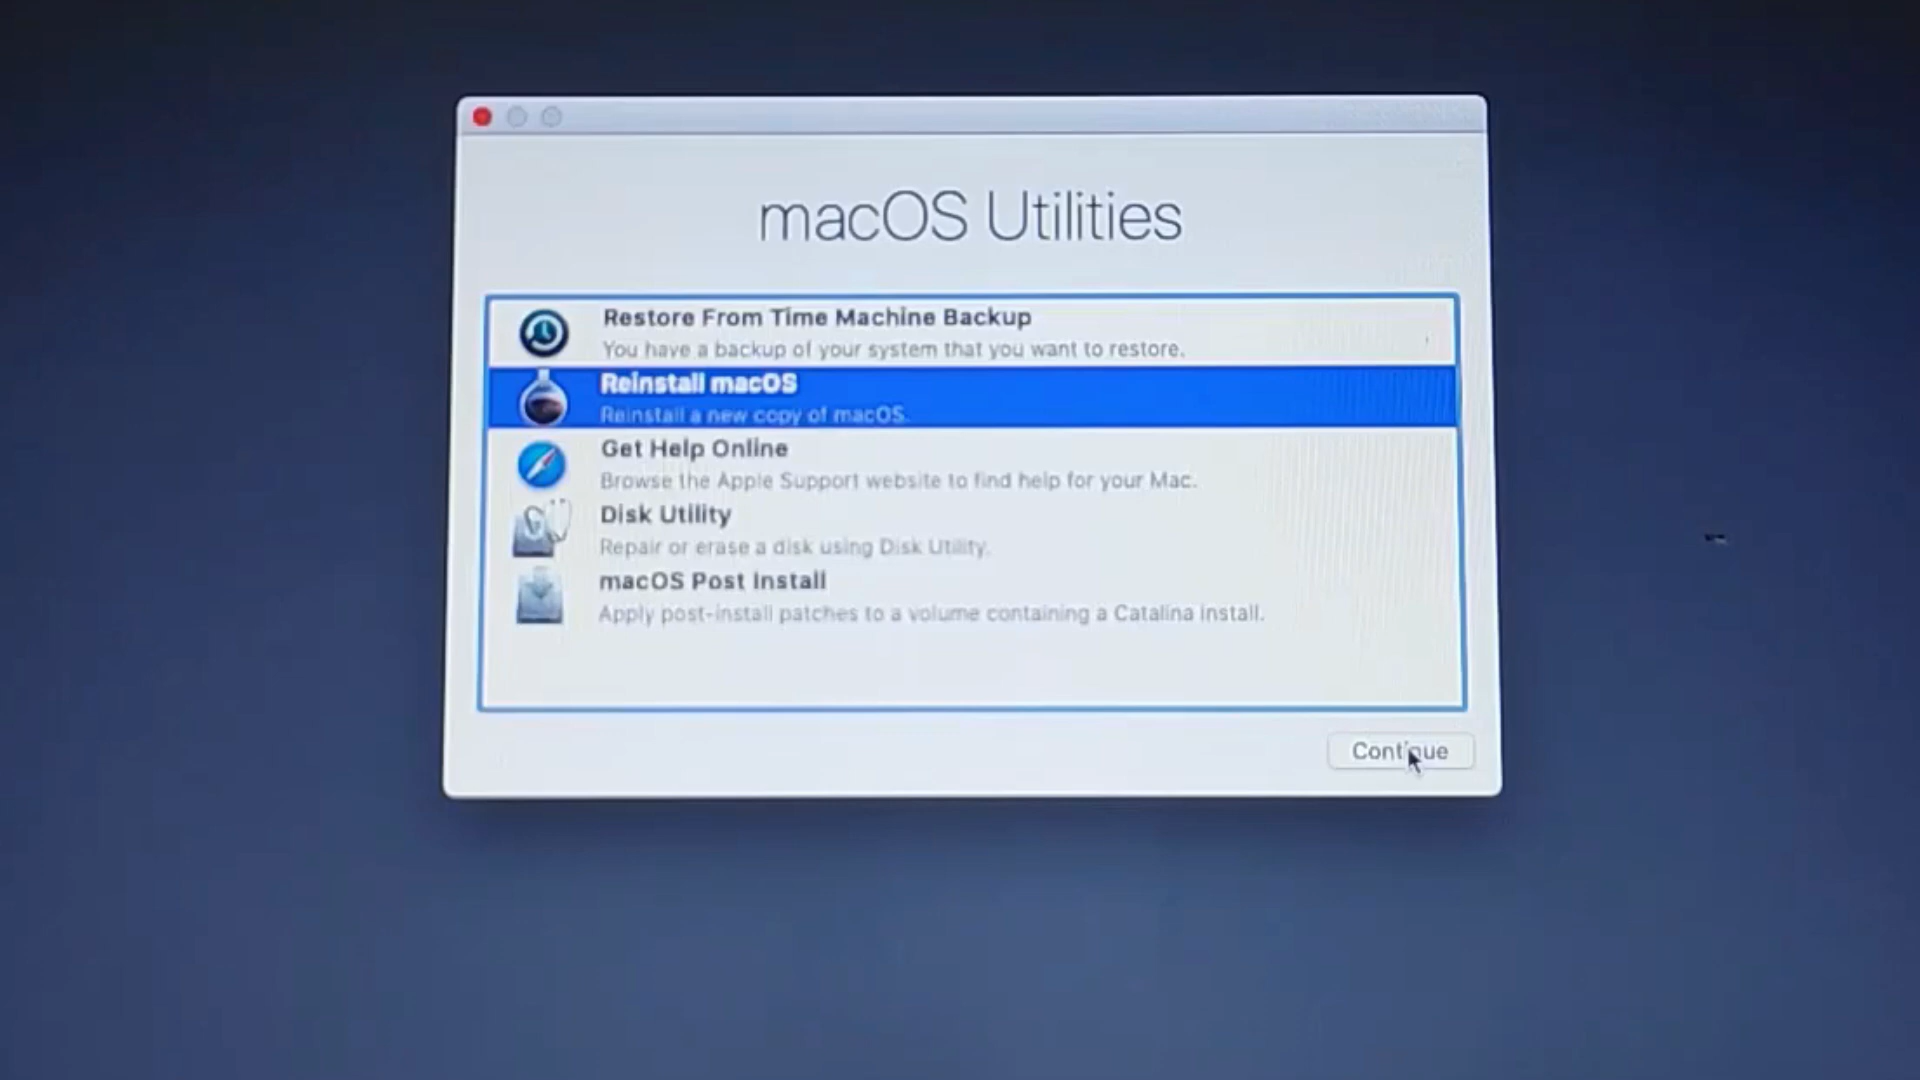 macOS Utilities
Restore From Time Machine Backup
You have a backup of your system that you want to restore.
Reinstall macOS
Reinstall a new copy of macOS.
Get Help Online
Browse the Apple Support website to find help for your Mac.
Disk Utility
Repair or erase a disk using Disk Utility.
macOS Post Install
Apply post-install patches to a volume containing a Catalina install.
Continue